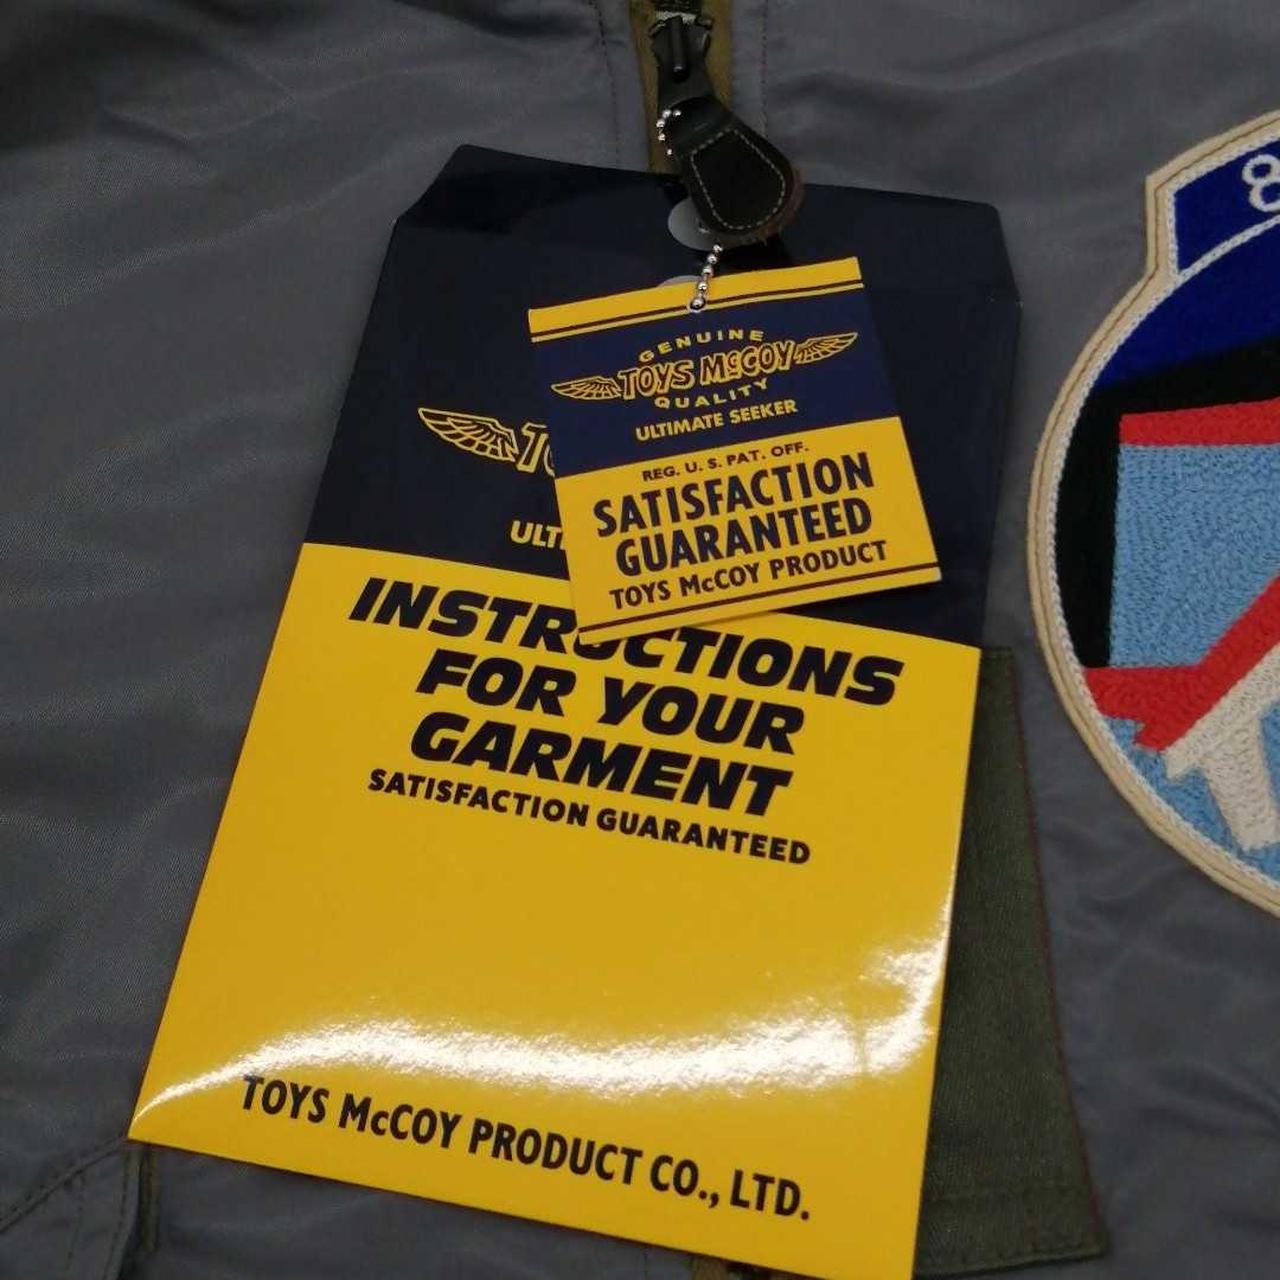 GENUINE
TOYS McCOY
QUALITY
ULTIMATE SEEKER
REG. U. S. PAT. OFF.
SATISFACTION
GUARANTEED
TOYS McCOY PRODUCT
INSTRUCTIONS
FOR YOUR
GARMENT
SATISFACTION GUARANTEED
TOYS McCOY PRODUCT CO., LTD.
8